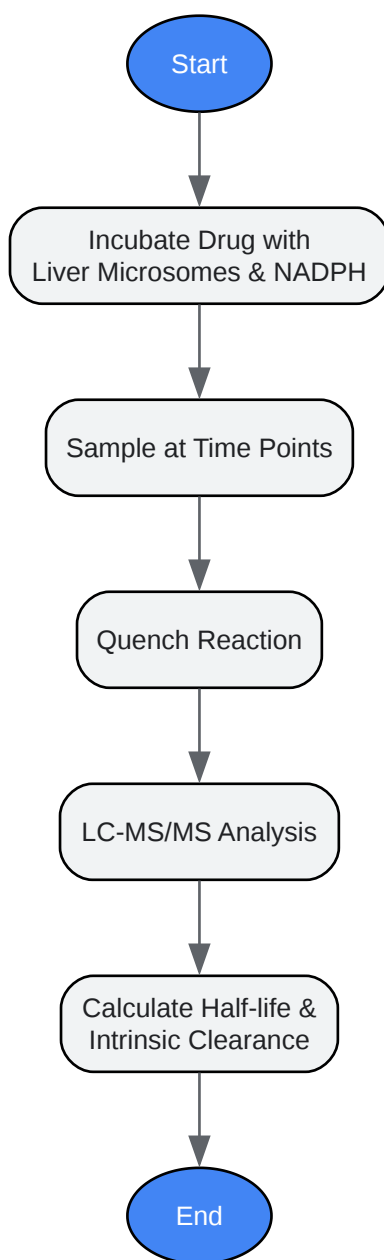 Start
Incubate Drug with
Liver Microsomes & NADPH
Sample at Time Points
Quench Reaction
LC-MS/MS Analysis
Calculate Half-life &
Intrinsic Clearance
End